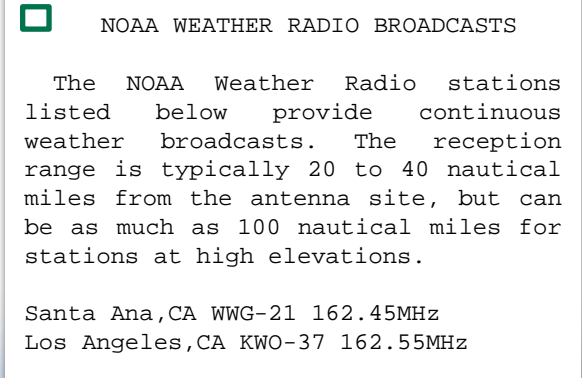 NOAA WEATHER RADIO BROADCASTS
The NOAA Weather Radio stations
listed below provide continuous
weather broadcasts. The reception
range is typically 20 to 40 nautical
miles from the antenna site, but can
be as much as 100 nautical miles for
stations at high elevations.
Santa Ana,CA WWG-21 162.45MHz
Los Angeles,CA KWO-37 162.55MHz